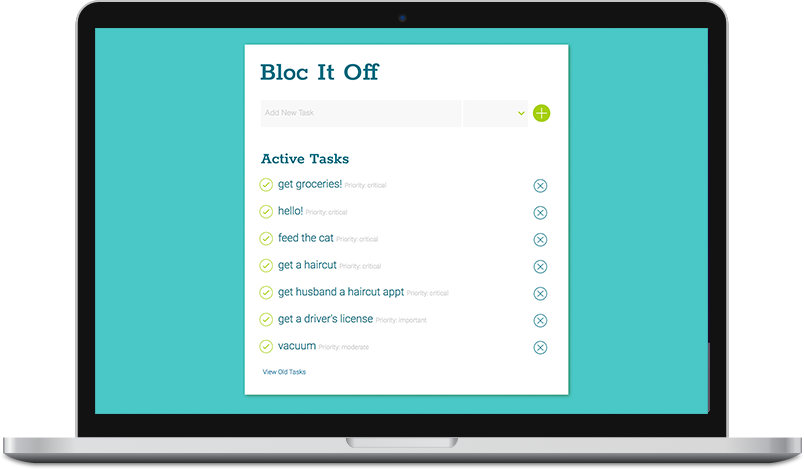 Bloc It Off
Add New Task
Active Tasks
get groceries! Priority: critical
hello! Priority: critical
feed the cat Priority: critical
get a haircut Priority: critical
get husband a haircut appt Priority: critical
get a driver's license Priority: important
vacuum Priority: moderate
View Old Tasks